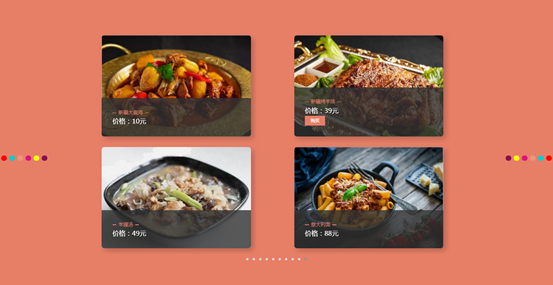 — 新疆大盘鸡 —
价格：10元
— 新疆烤羊排 —
价格：39元
购买
— 羊杂汤 —
价格：49元
— 意大利面 —
价格：88元